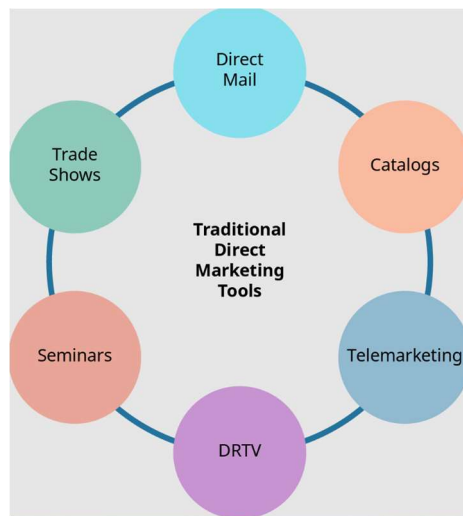 Direct
Mail
Catalogs
Telemarketing
DRTV
Seminars
Trade
Shows
Traditional
Direct
Marketing
Tools